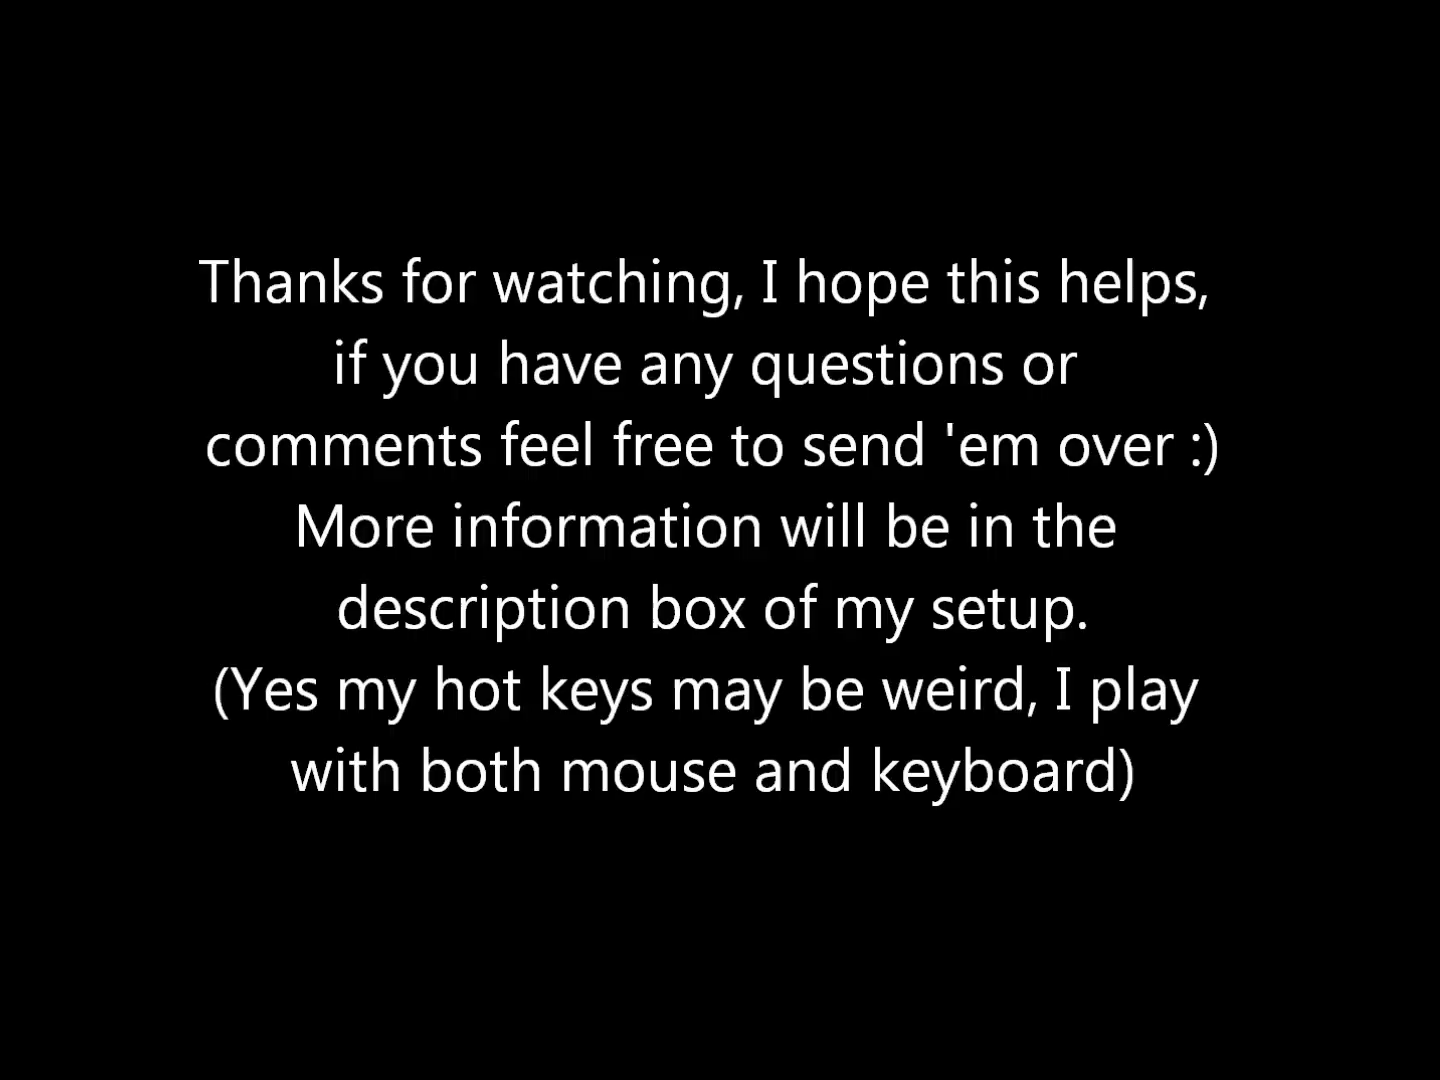 Thanks for watching, I hope this helps,
if you have any questions or
comments feel free to send 'em over :)
More information will be in the
description box of my setup.
(Yes my hot keys may be weird, I play
with both mouse and keyboard)